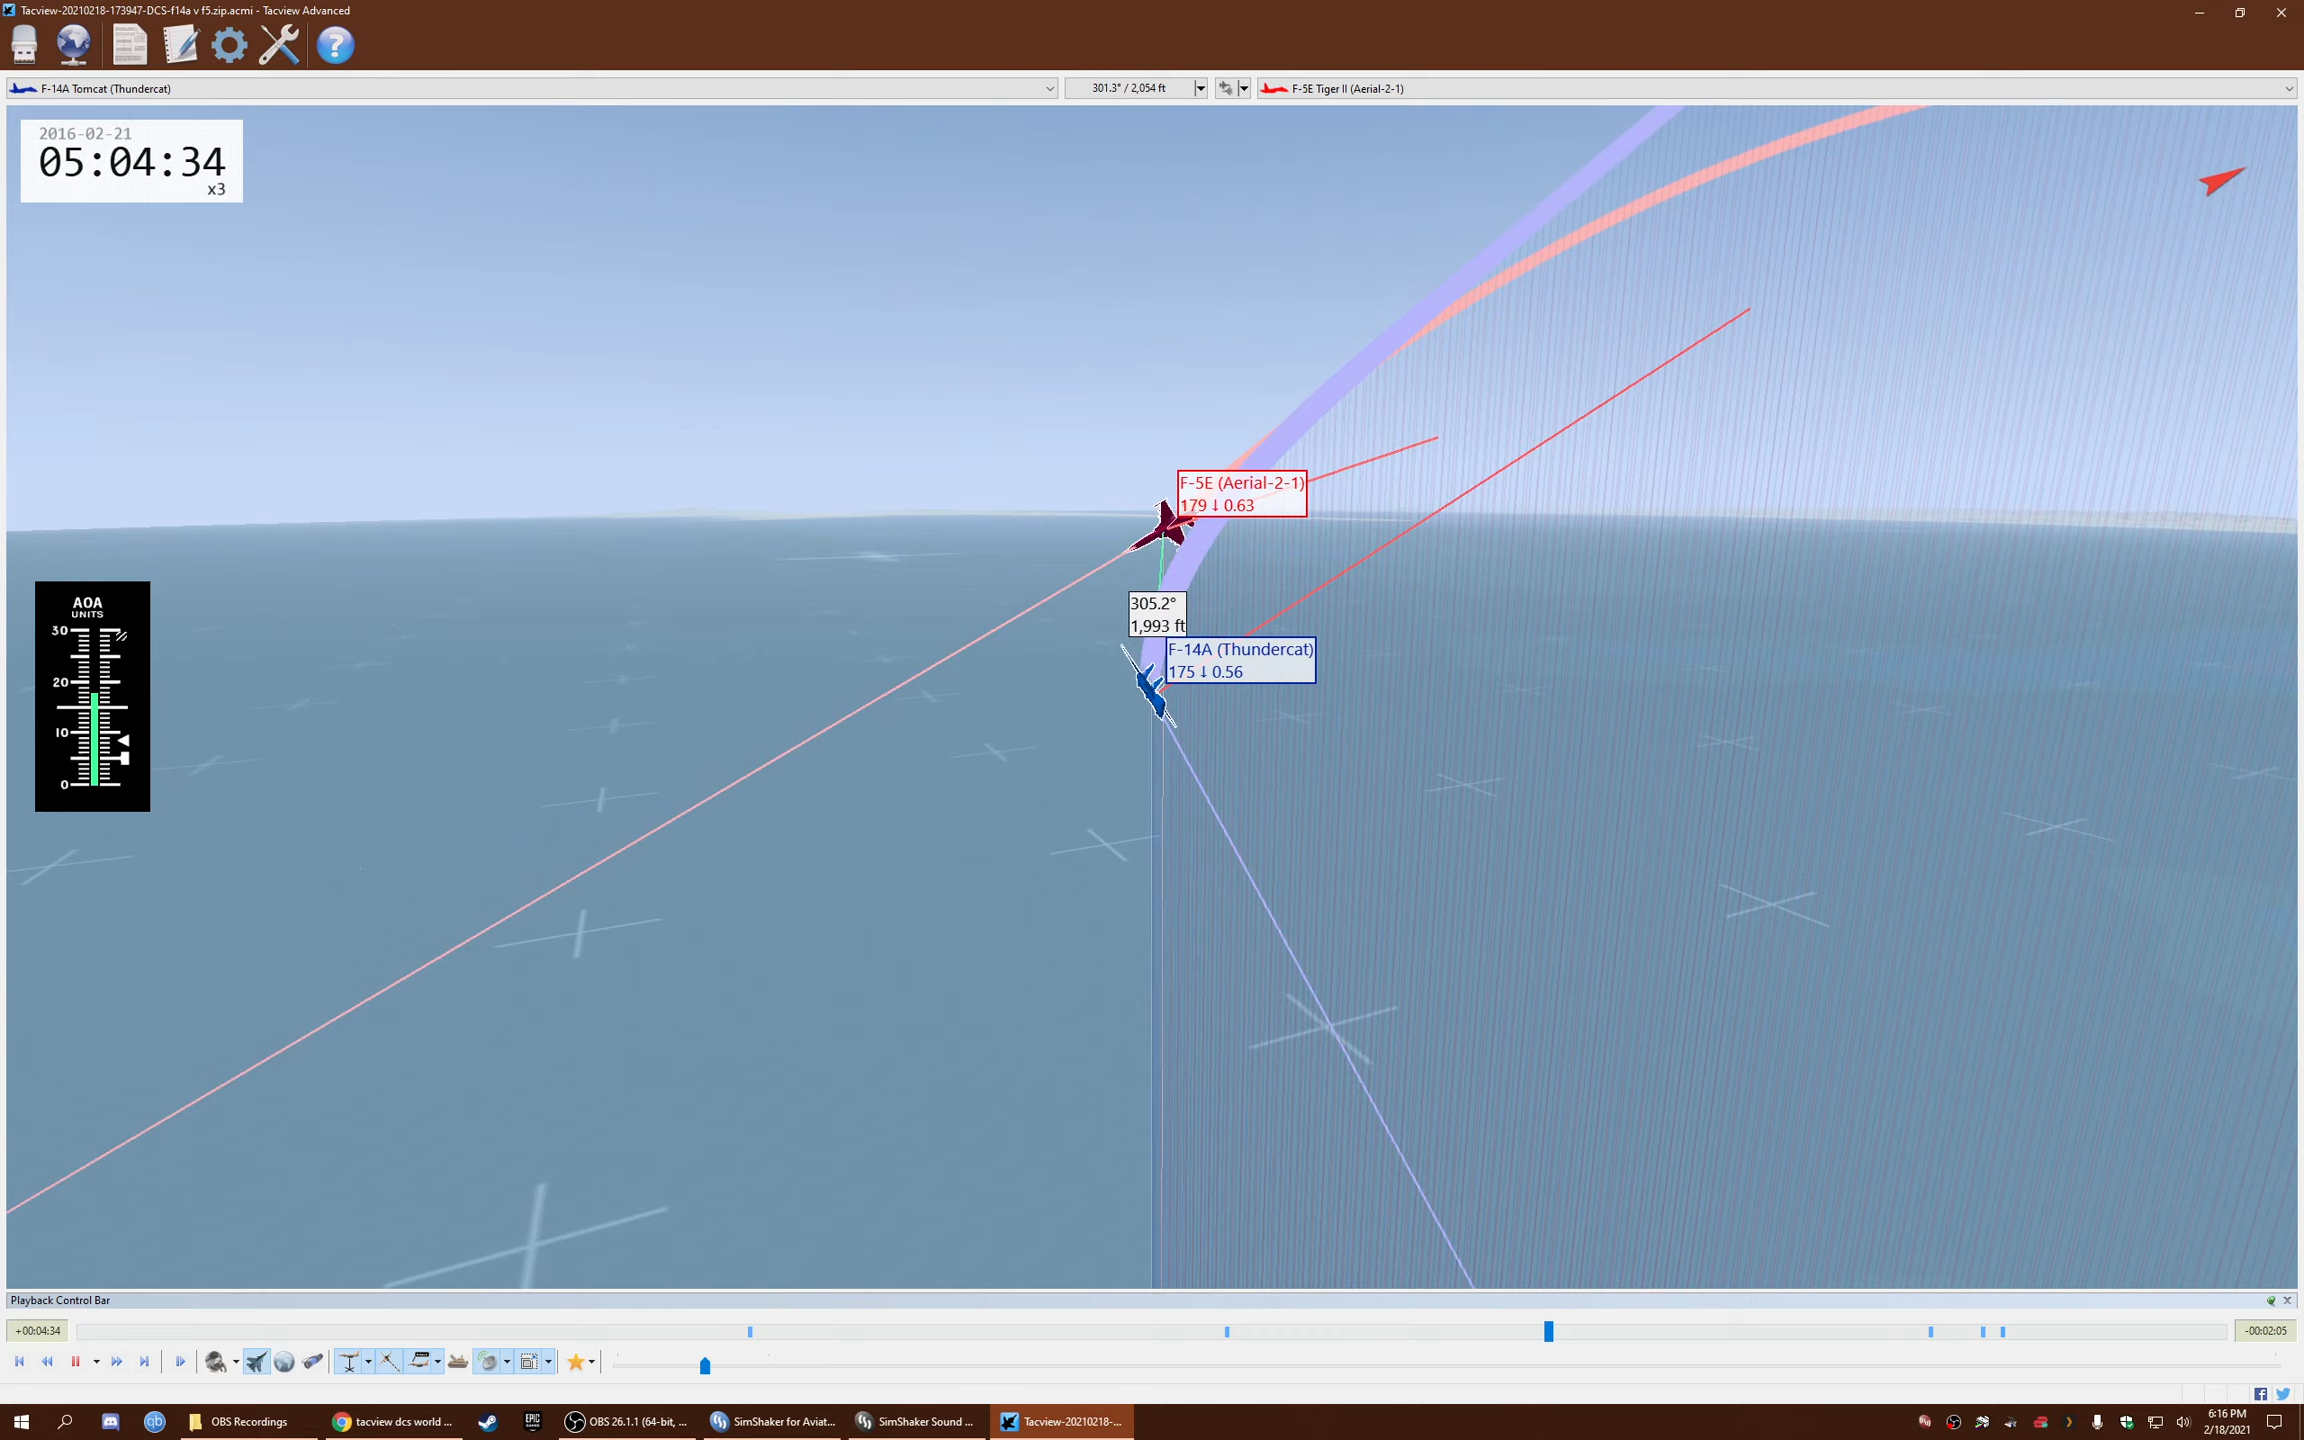 Tacview-20210218-173947-DCS-f14a v f5.zip.acmi - Tacview Advanced
F-14A Tomcat (Thundercat)
301.3° / 2,054 ft
F-5E Tiger II (Aerial-2-1)
2016-02-21
05:04:34
x3
F-5E (Aerial-2-1)
179 ↓ 0.63
305.2°
1,993 ft
F-14A (Thundercat)
175 ↓ 0.56
AOA
UNITS
30
20
10
0
Playback Control Bar
+00:04:34
-00:02:05
OBS Recordings
tacview dcs world ...
EPIC
OBS 26.1.1 (64-bit, ...
SimShaker for Aviat...
SimShaker Sound ...
Tacview-20210218-...
6:16 PM
2/18/2021